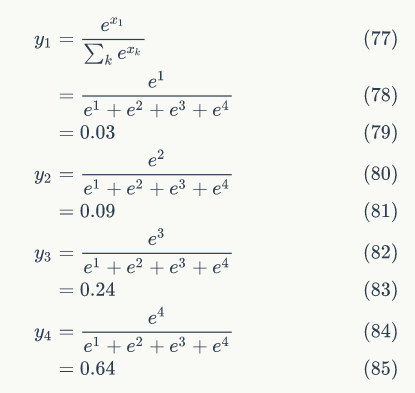 y₁ = e^{x₁} / ∑ₖ e^{xₖ} (77)
= e¹ / (e¹ + e² + e³ + e⁴) (78)
= 0.03 (79)
y₂ = e² / (e¹ + e² + e³ + e⁴) (80)
= 0.09 (81)
y₃ = e³ / (e¹ + e² + e³ + e⁴) (82)
= 0.24 (83)
y₄ = e⁴ / (e¹ + e² + e³ + e⁴) (84)
= 0.64 (85)